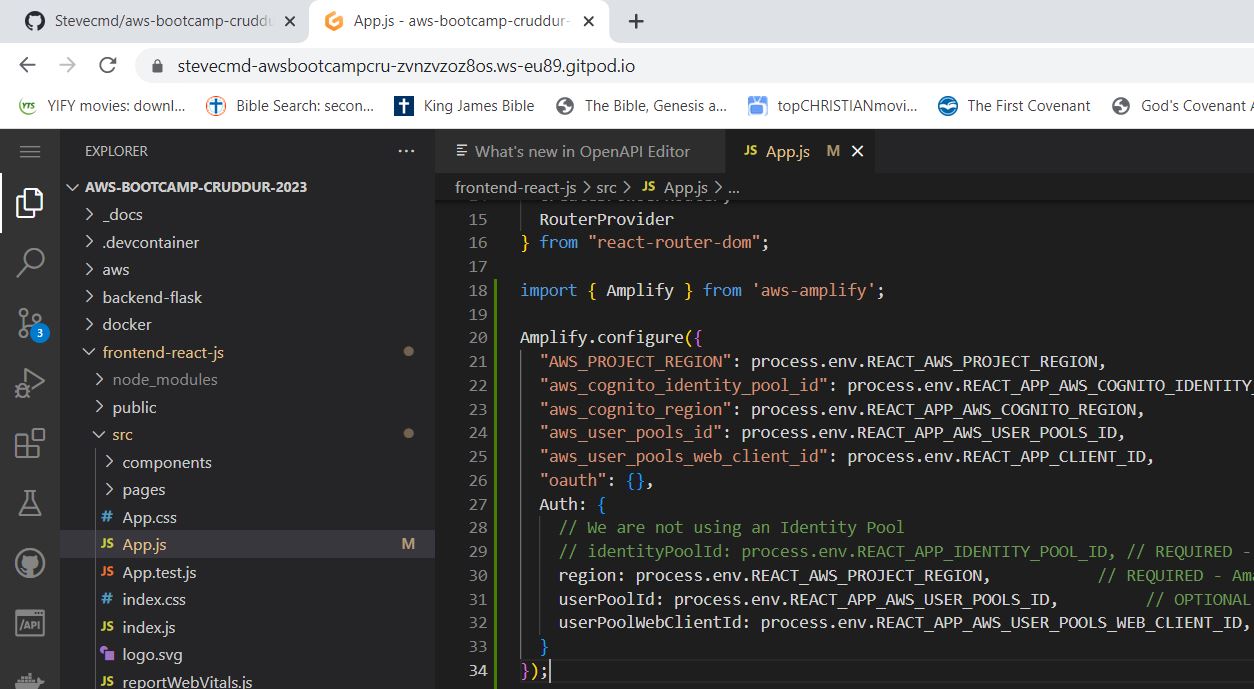 Stevecmd/aws-bootcamp-cruddu
App.js - aws-bootcamp-cruddur-
stevecmd-awsbootcampcru-zvnzvzoz8os.ws-eu89.gitpod.io
YTS YIFY movies: downl... Bible Search: secon... King James Bible The Bible, Genesis a... topCHRISTIANmovi... The First Covenant God's Covenant A
EXPLORER ...
What's new in OpenAPI Editor
JS App.js M
AWS-BOOTCAMP-CRUDDUR-2023
_docs
.devcontainer
aws
backend-flask
docker
frontend-react-js
node_modules
public
src
components
pages
# App.css
JS App.js M
JS App.test.js
# index.css
JS index.js
logo.svg
JS reportWebVitals.js
3
/API
frontend-react-js > src > JS App.js > ...
15 RouterProvider
16 } from "react-router-dom";
17
18 import { Amplify } from 'aws-amplify';
19
20 Amplify.configure({
21 "AWS_PROJECT_REGION": process.env.REACT_AWS_PROJECT_REGION,
22 "aws_cognito_identity_pool_id": process.env.REACT_APP_AWS_COGNITO_IDENTITY_
23 "aws_cognito_region": process.env.REACT_APP_AWS_COGNITO_REGION,
24 "aws_user_pools_id": process.env.REACT_APP_AWS_USER_POOLS_ID,
25 "aws_user_pools_web_client_id": process.env.REACT_APP_CLIENT_ID,
26 "oauth": {},
27 Auth: {
28 // We are not using an Identity Pool
29 // identityPoolId: process.env.REACT_APP_IDENTITY_POOL_ID, // REQUIRED -
30 region: process.env.REACT_AWS_PROJECT_REGION, // REQUIRED - Ama
31 userPoolId: process.env.REACT_APP_AWS_USER_POOLS_ID, // OPTIONAL
32 userPoolWebClientId: process.env.REACT_APP_AWS_USER_POOLS_WEB_CLIENT_ID,
33 }
34 });